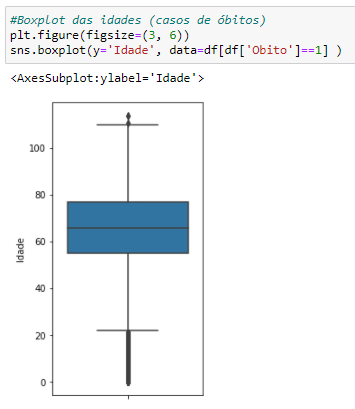 #Boxplot das idades (casos de óbitos)
plt.figure(figsize=(3, 6))
sns.boxplot(y='Idade', data=df[df['Obito']==1] )
<AxesSubplot:ylabel='Idade'>
100
80
60
40
20
0
Idade